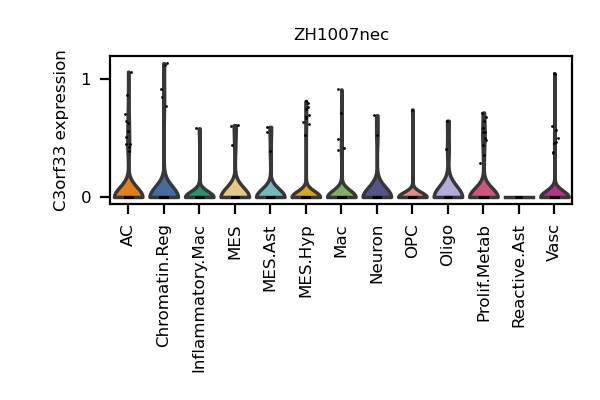 ZH1007nec
C3orf33 expression
1
0
AC
Chromatin.Reg
Inflammatory.Mac
MES
MES.Ast
MES.Hyp
Mac
Neuron
OPC
Oligo
Prolif.Metab
Reactive.Ast
Vasc